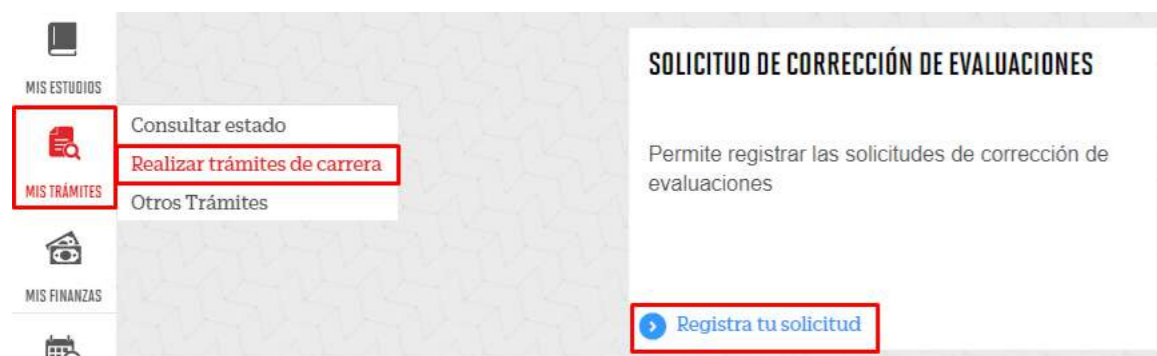 MIS ESTUDIOS
MIS TRÁMITES
MIS FINANZAS
Consultar estado
Realizar trámites de carrera
Otros Trámites
SOLICITUD DE CORRECCIÓN DE EVALUACIONES
Permite registrar las solicitudes de corrección de
evaluaciones
Registra tu solicitud